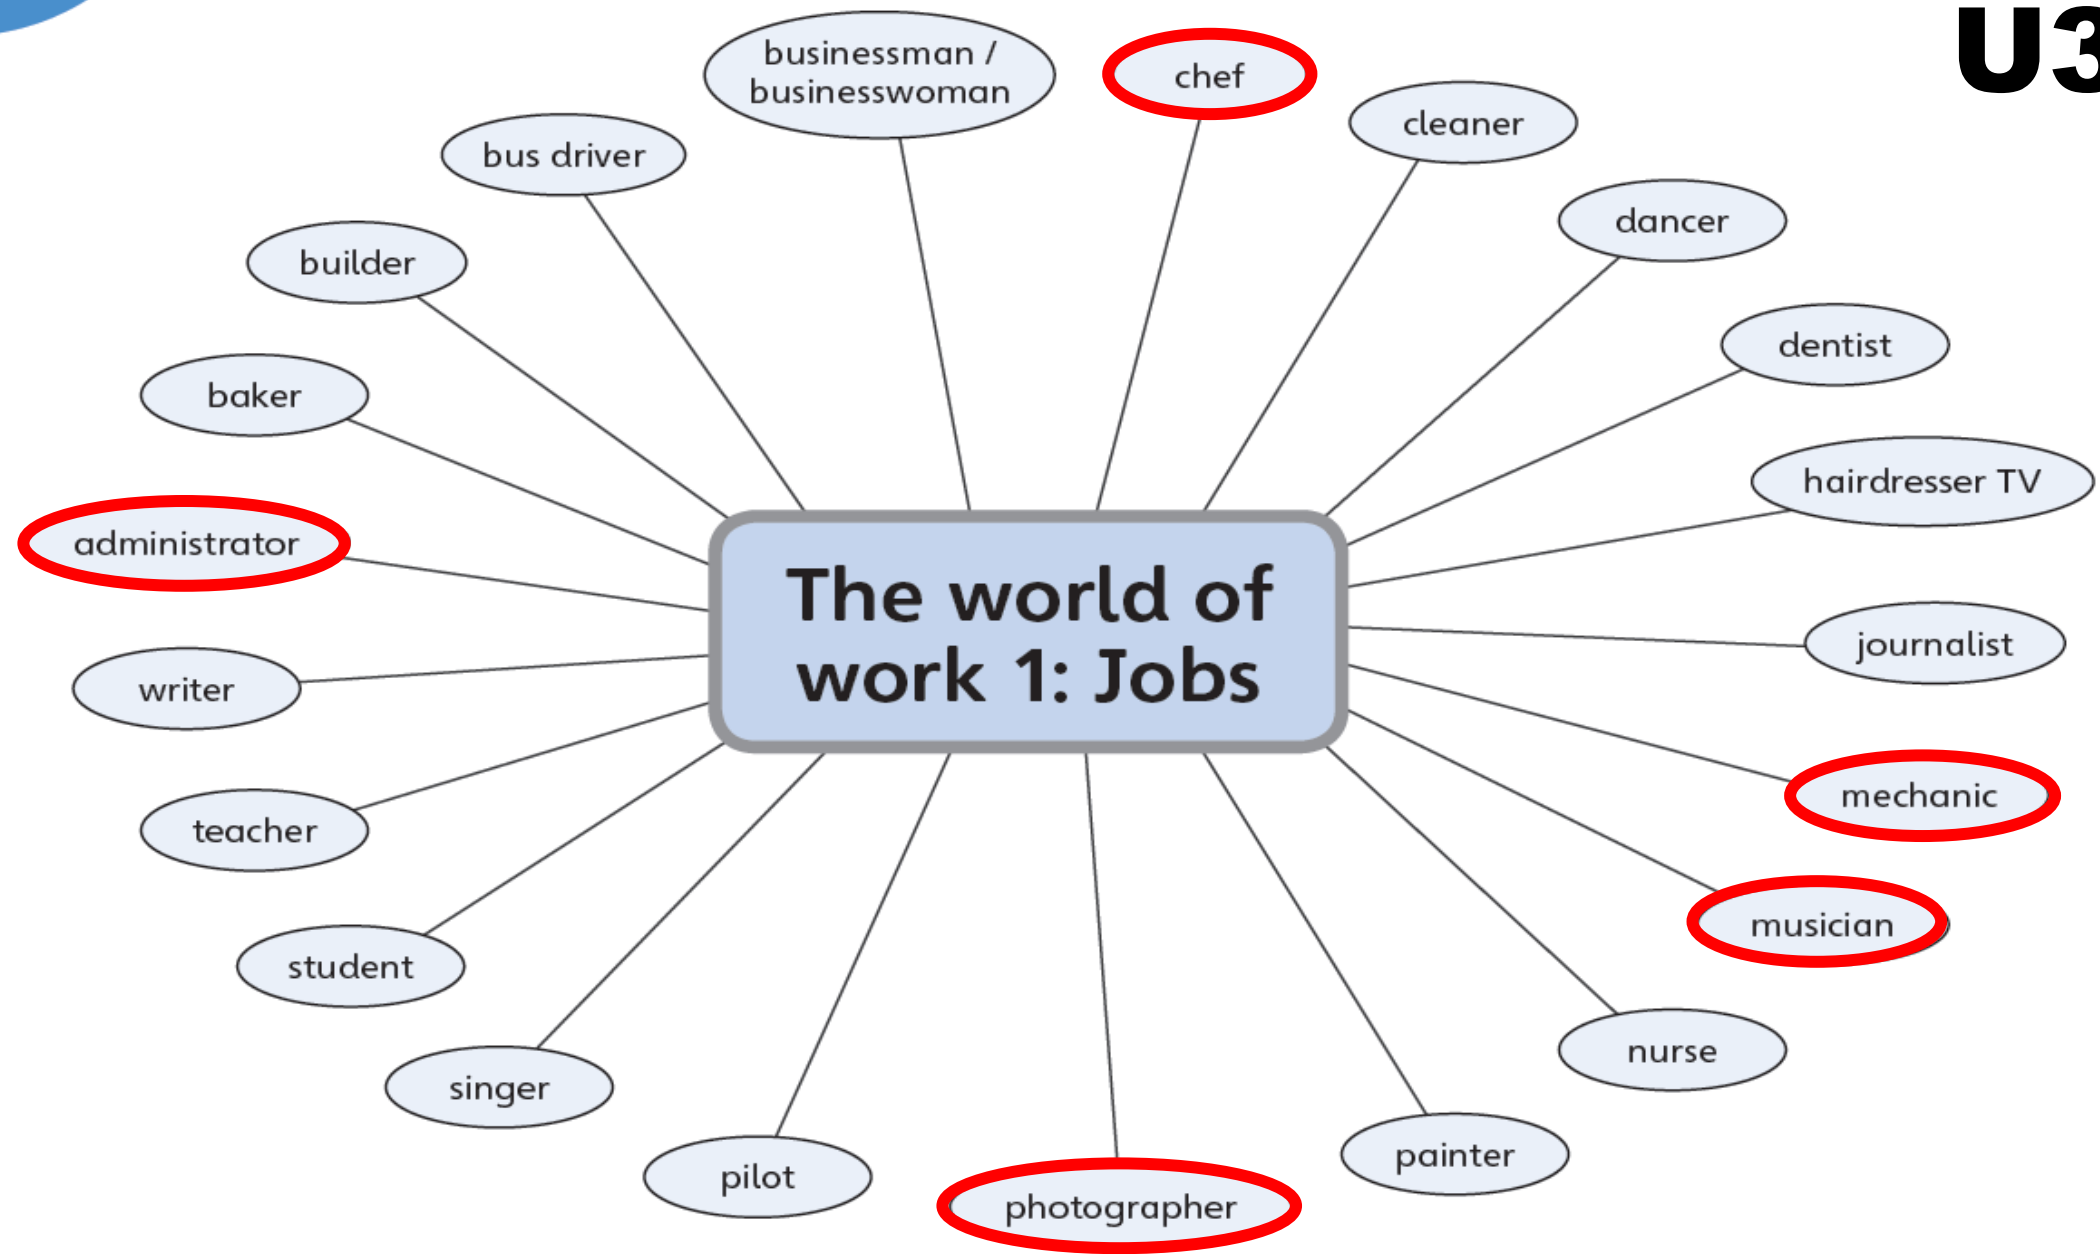 U3
businessman /
businesswoman
chef
cleaner
bus driver
dancer
builder
dentist
baker
hairdresser TV
administrator
The world of
work 1: Jobs
journalist
writer
mechanic
teacher
musician
student
nurse
singer
painter
pilot
photographer